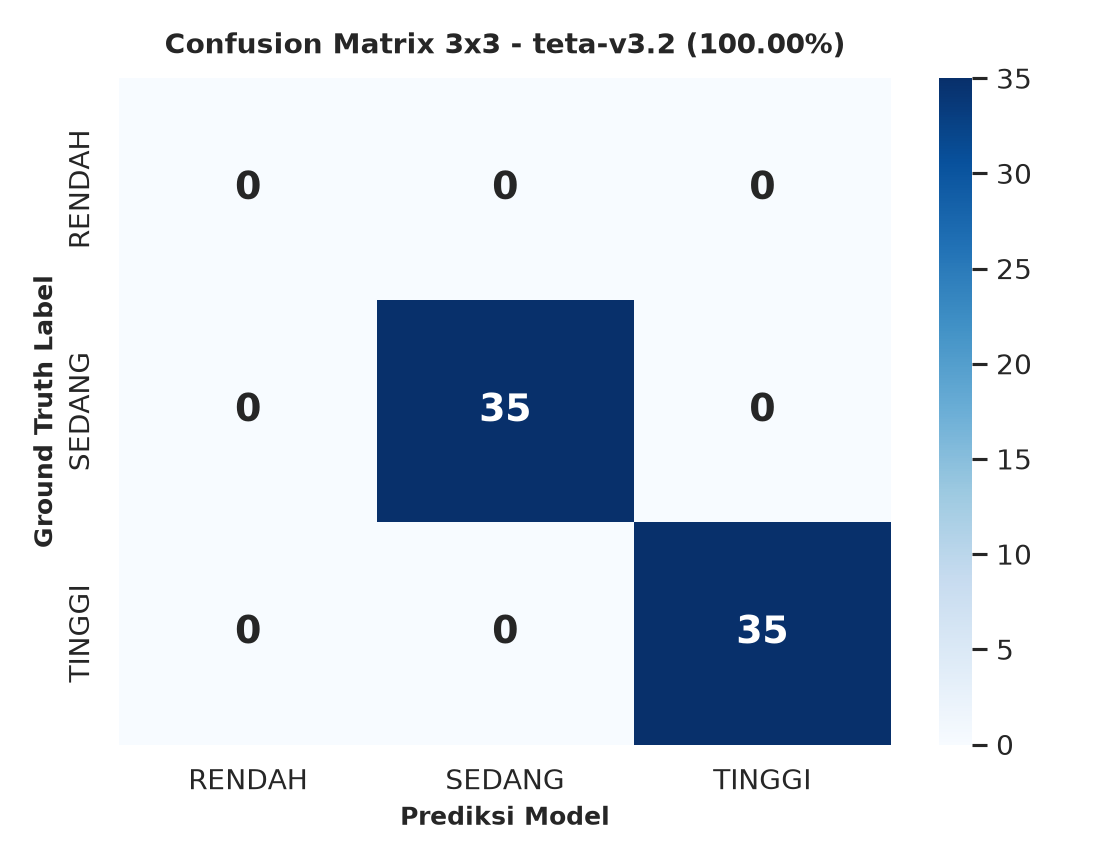 Confusion Matrix 3x3 - teta-v3.2 (100.00%)
Ground Truth Label
RENDAH
0 0 0
SEDANG
0 35 0
TINGGI
0 0 35
RENDAH SEDANG TINGGI
Prediksi Model
35
30
25
20
15
10
5
0